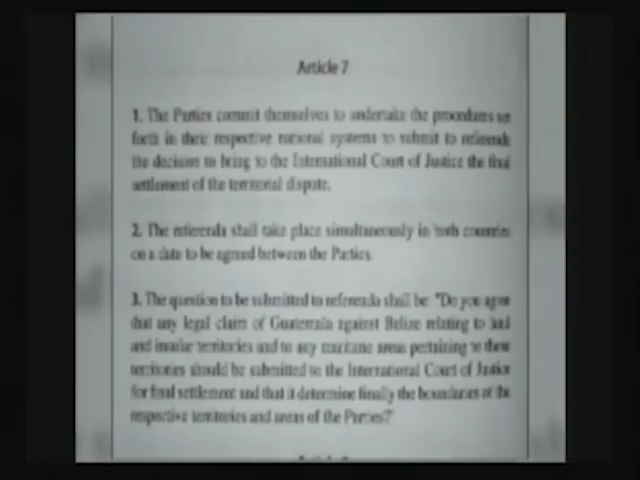 Article 7
1. The Parties commit themselves to undertake the procedures set
forth in their respective national systems to submit to referenda
the decision to bring to the International Court of Justice the final
settlement of the territorial dispute.
2. The referenda shall take place simultaneously in both countries
on a date to be agreed between the Parties.
3. The question to be submitted to referenda shall be: "Do you agree
that any legal claim of Guatemala against Belize relating to land
and insular territories and to any maritime areas pertaining to these
territories should be submitted to the International Court of Justice
for final settlement and that it determine finally the boundaries of the
respective territories and areas of the Parties?"